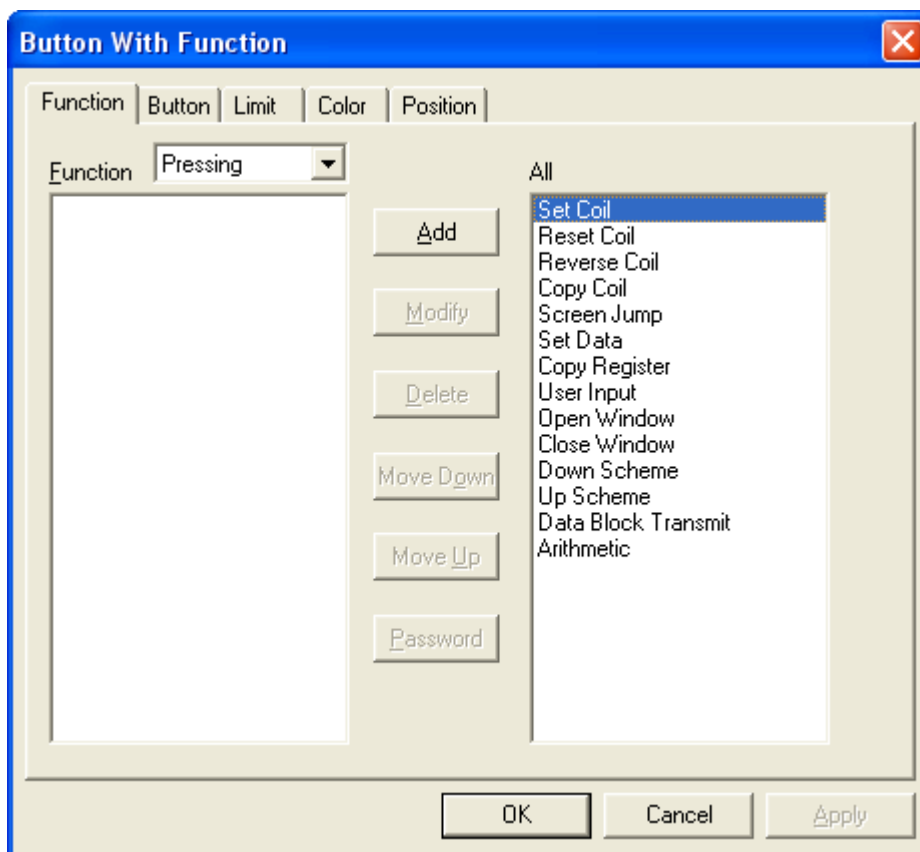 Button With Function
Function Button Limit Color Position
Function Pressing
All
Add
Modify
Delete
Move Down
Move Up
Password
Set Coil
Reset Coil
Reverse Coil
Copy Coil
Screen Jump
Set Data
Copy Register
User Input
Open Window
Close Window
Down Scheme
Up Scheme
Data Block Transmit
Arithmetic
OK Cancel Apply